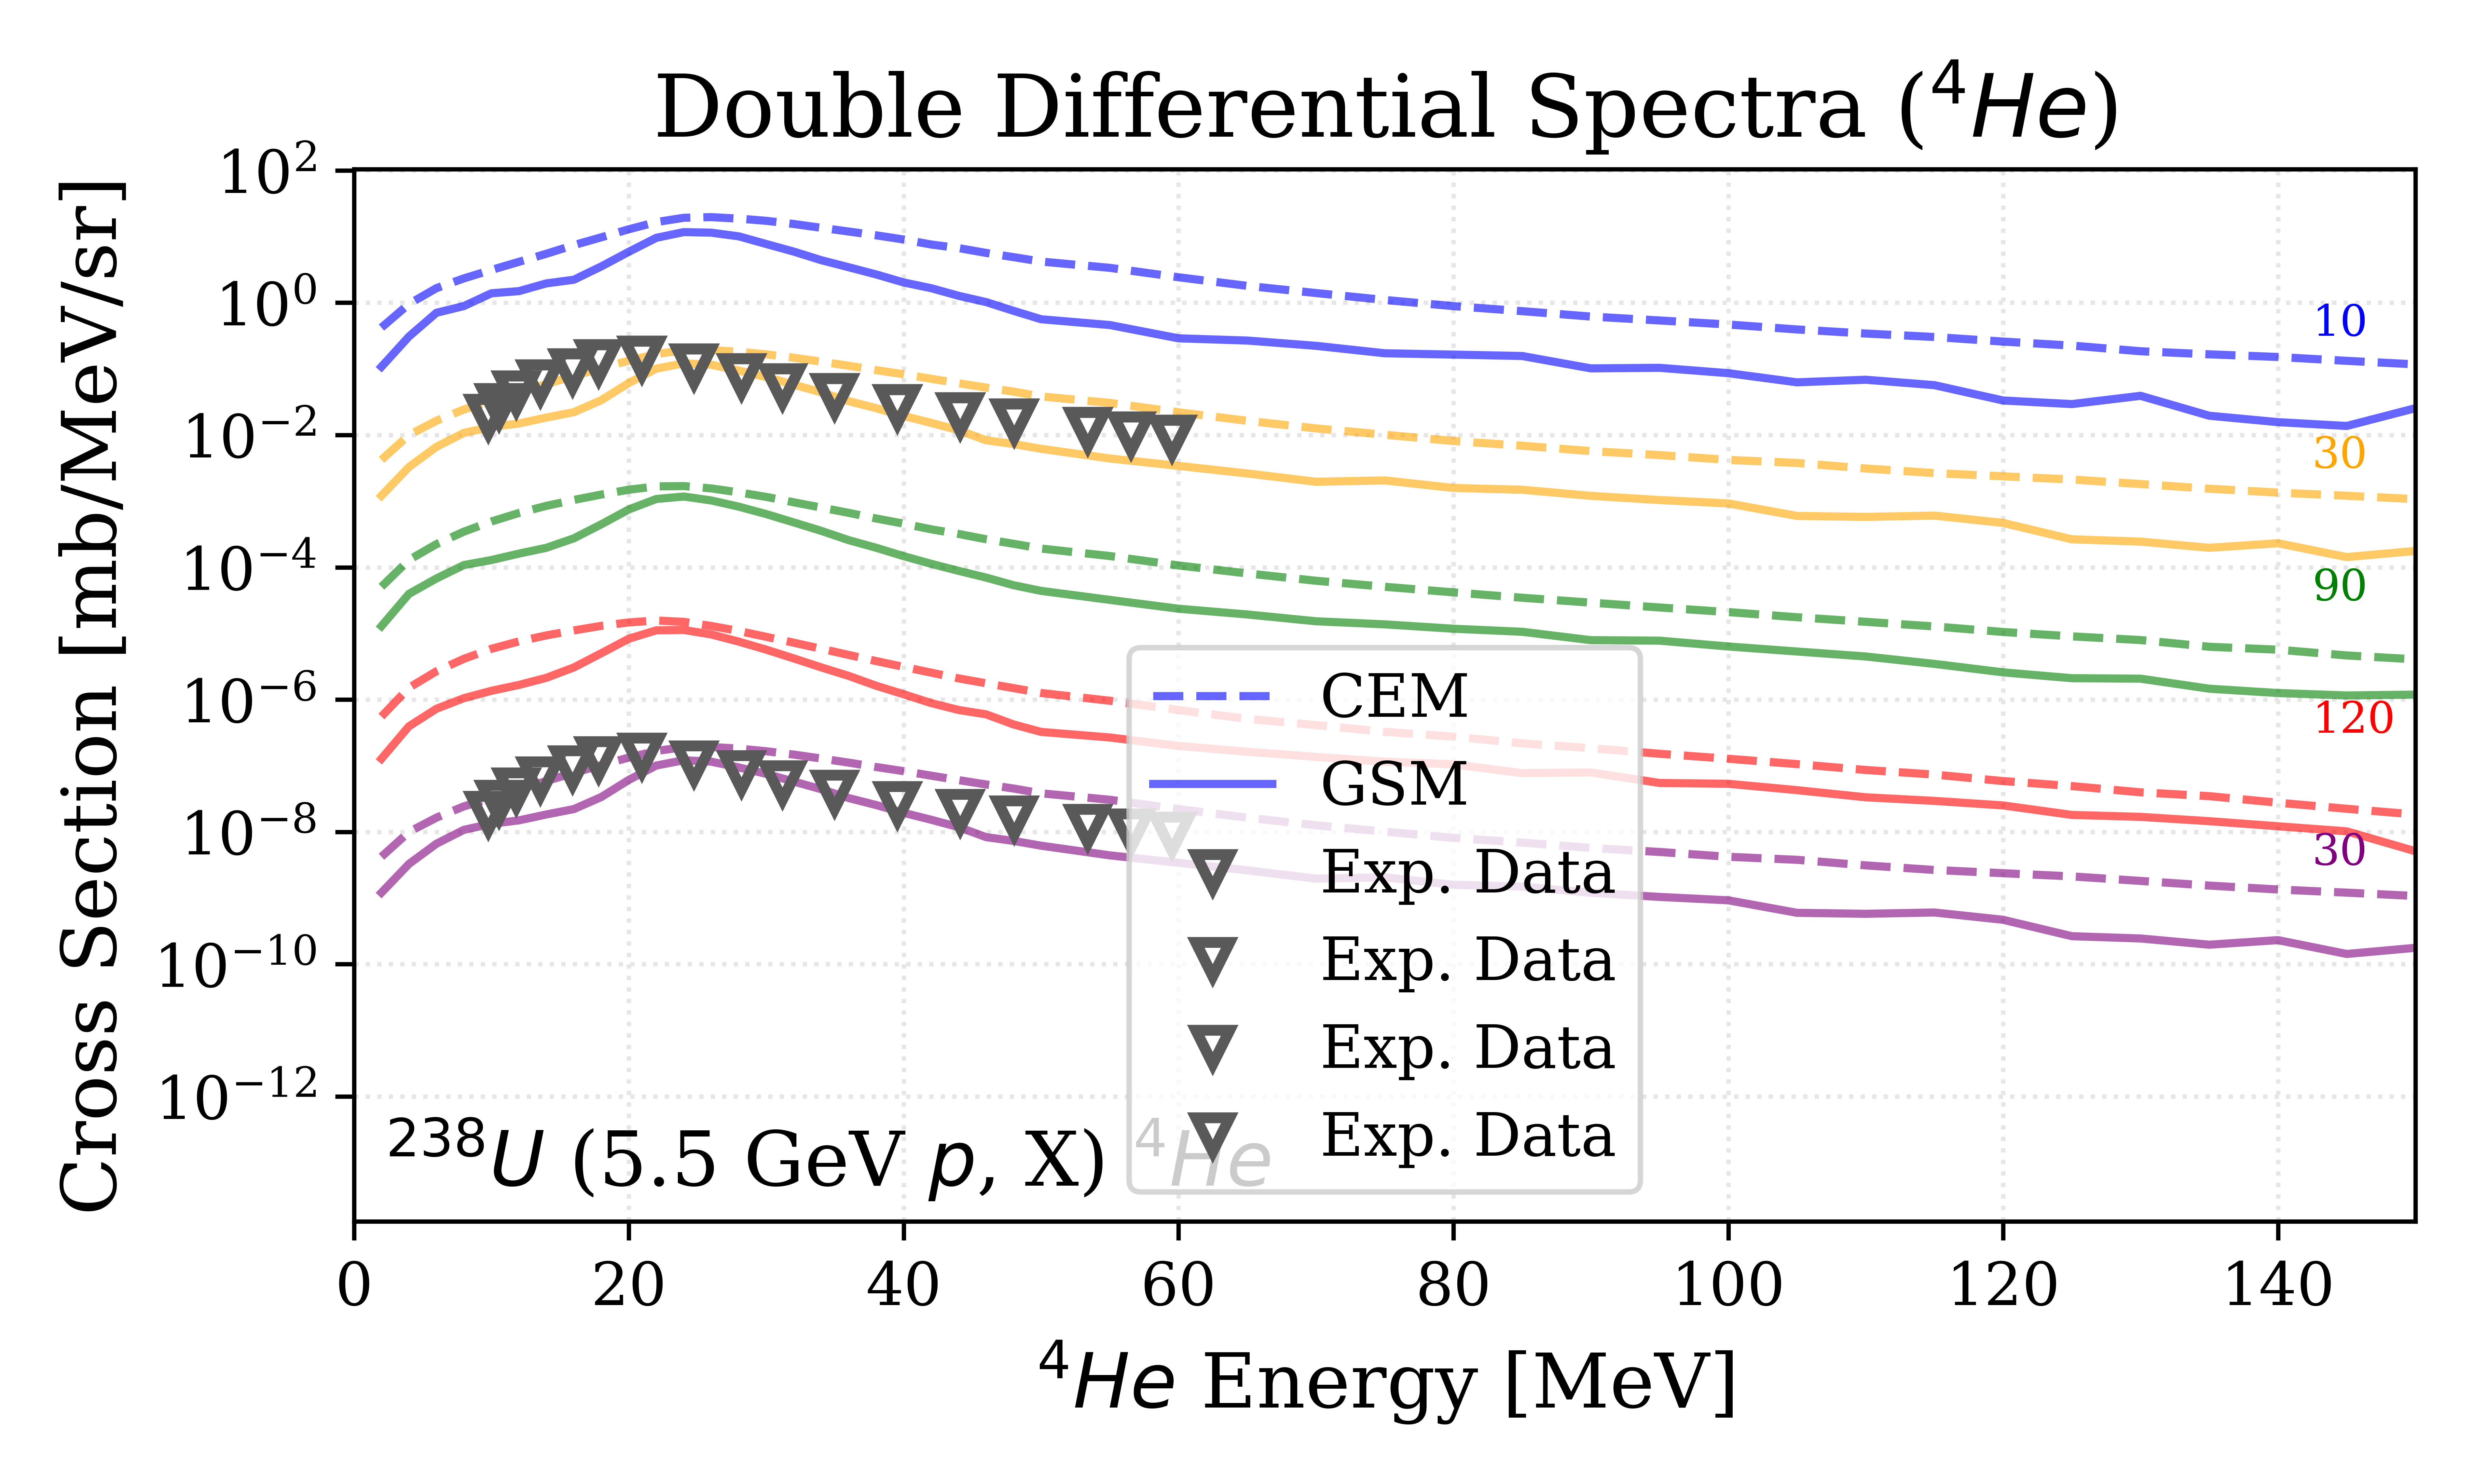 Double Differential Spectra (⁴He)
Cross Section [mb/MeV/sr]
10²
10⁰
10⁻²
10⁻⁴
10⁻⁶
10⁻⁸
10⁻¹⁰
10⁻¹²
10
30
90
120
30
CEM
GSM
Exp. Data
Exp. Data
Exp. Data
Exp. Data
²³⁸U (5.5 GeV p, X) ⁴He
0 20 40 60 80 100 120 140
⁴He Energy [MeV]